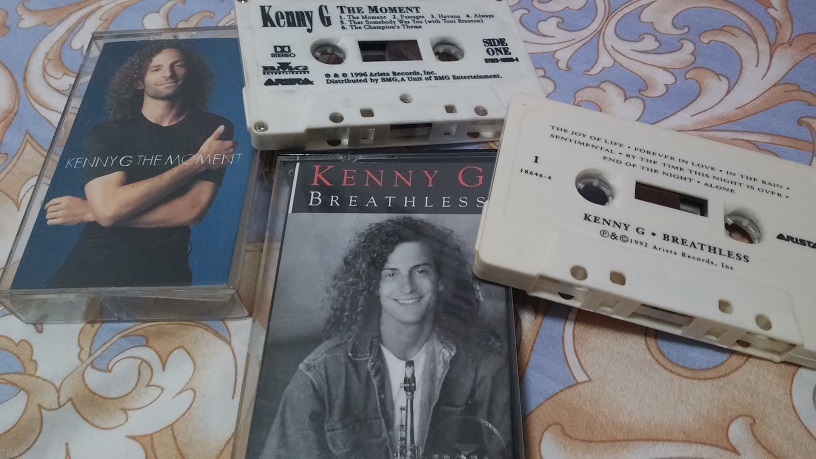 KENNY G THE MOMENT
Kenny G THE MOMENT
1. The Moment 2. Passages 3. Havana 4. Always
5. That Somebody Was You (with Toni Braxton)
6. The Champion's Theme
STEREO
SIDE
ONE
BMG
ARISTA
℗ & © 1996 Arista Records, Inc.
Distributed by BMG, A Unit of BMG Entertainment.
KENNY G
BREATHLESS
THE JOY OF LIFE • FOREVER IN LOVE • IN THE RAIN •
SENTIMENTAL • BY THE TIME THIS NIGHT IS OVER •
END OF THE NIGHT • ALONE
1
18646-4
ARISTA
KENNY G • BREATHLESS
℗&©1992 Arista Records, Inc